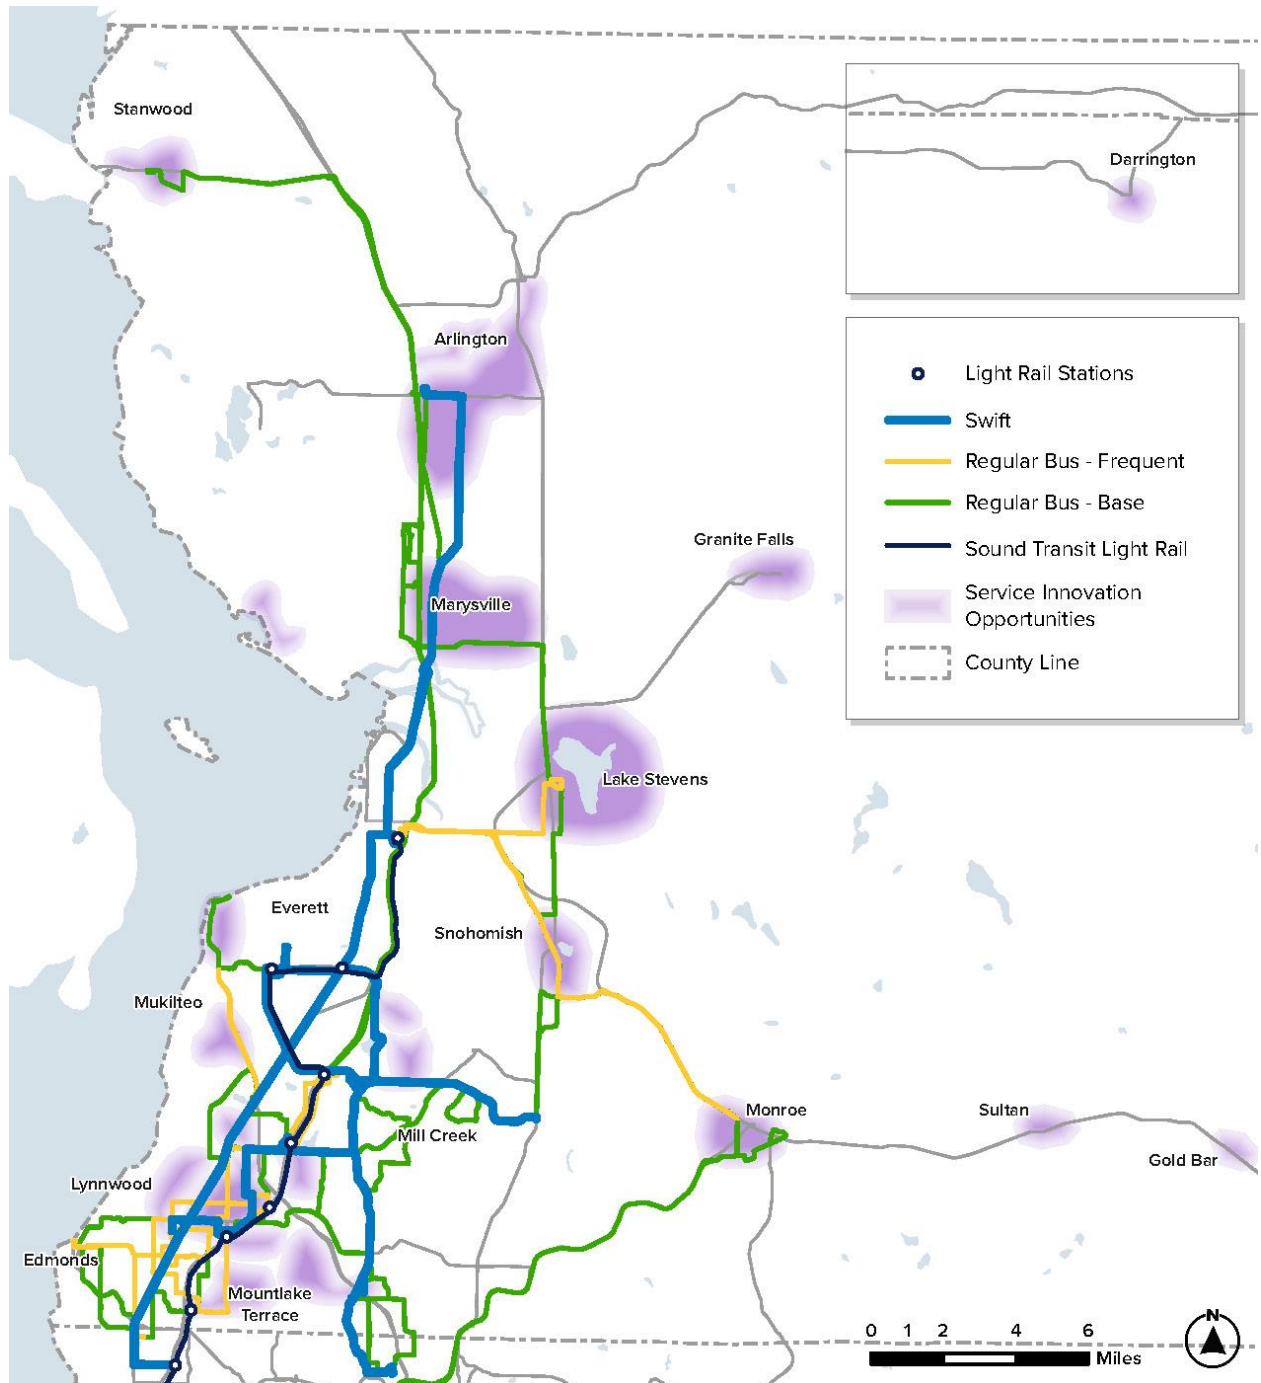 Stanwood
Darrington
Arlington
Light Rail Stations
Swift
Regular Bus - Frequent
Regular Bus - Base
Sound Transit Light Rail
Service Innovation
Opportunities
County Line
Granite Falls
Marysville
Lake Stevens
Everett
Snohomish
Mukilteo
Monroe
Sultan
Mill Creek
Gold Bar
Lynnwood
Edmonds
Mountlake
Terrace
0 1 2 4 6
Miles
N